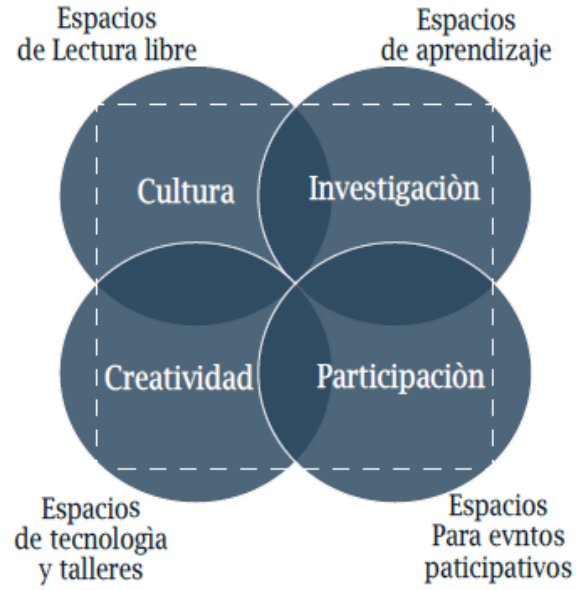 Espacios
de Lectura libre
Espacios
de aprendizaje
Cultura
Investigaciòn
Creatividad
Participaciòn
Espacios
de tecnologìa
y talleres
Espacios
Para evntos
paticipativos